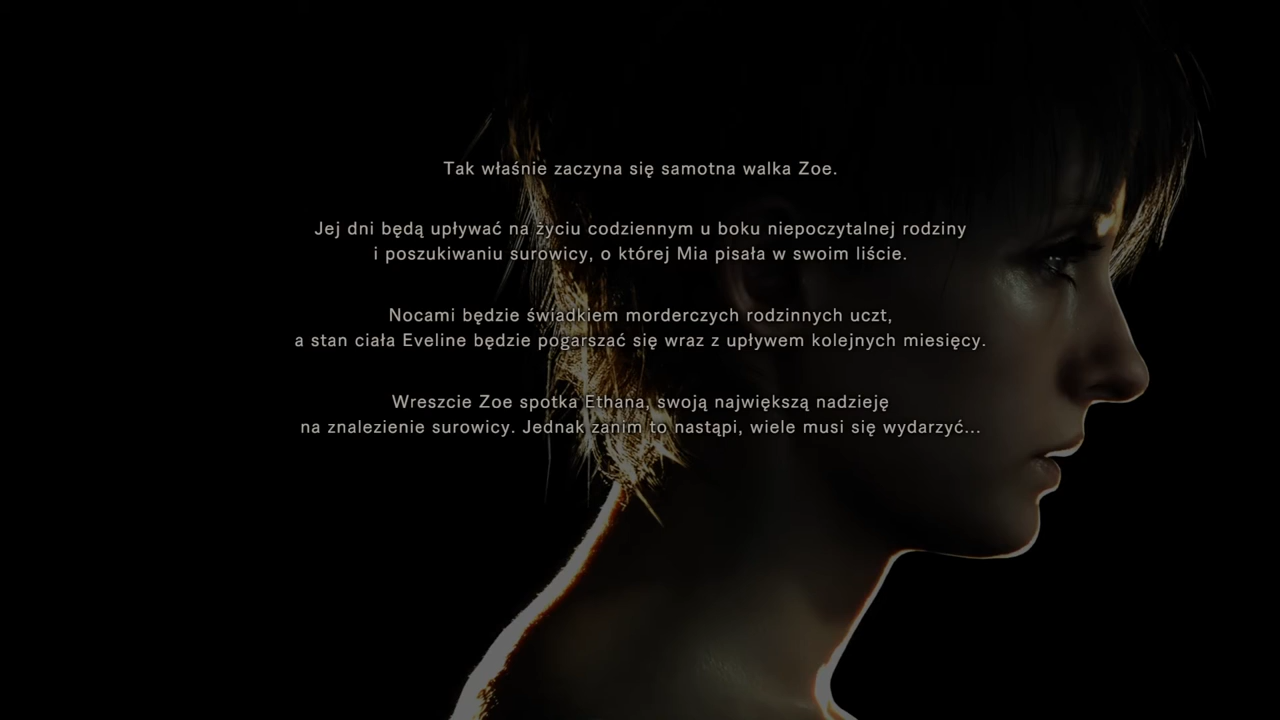 Tak właśnie zaczyna się samotna walka Zoe.
Jej dni będą upływać na życiu codziennym u boku niepoczytalnej rodziny
i poszukiwaniu surowicy, o której Mia pisała w swoim liście.
Nocami będzie świadkiem morderczych rodzinnych uczt,
a stan ciała Eveline będzie pogarszać się wraz z upływem kolejnych miesięcy.
Wreszcie Zoe spotka Ethana, swoją największą nadzieję
na znalezienie surowicy. Jednak zanim to nastąpi, wiele musi się wydarzyć...